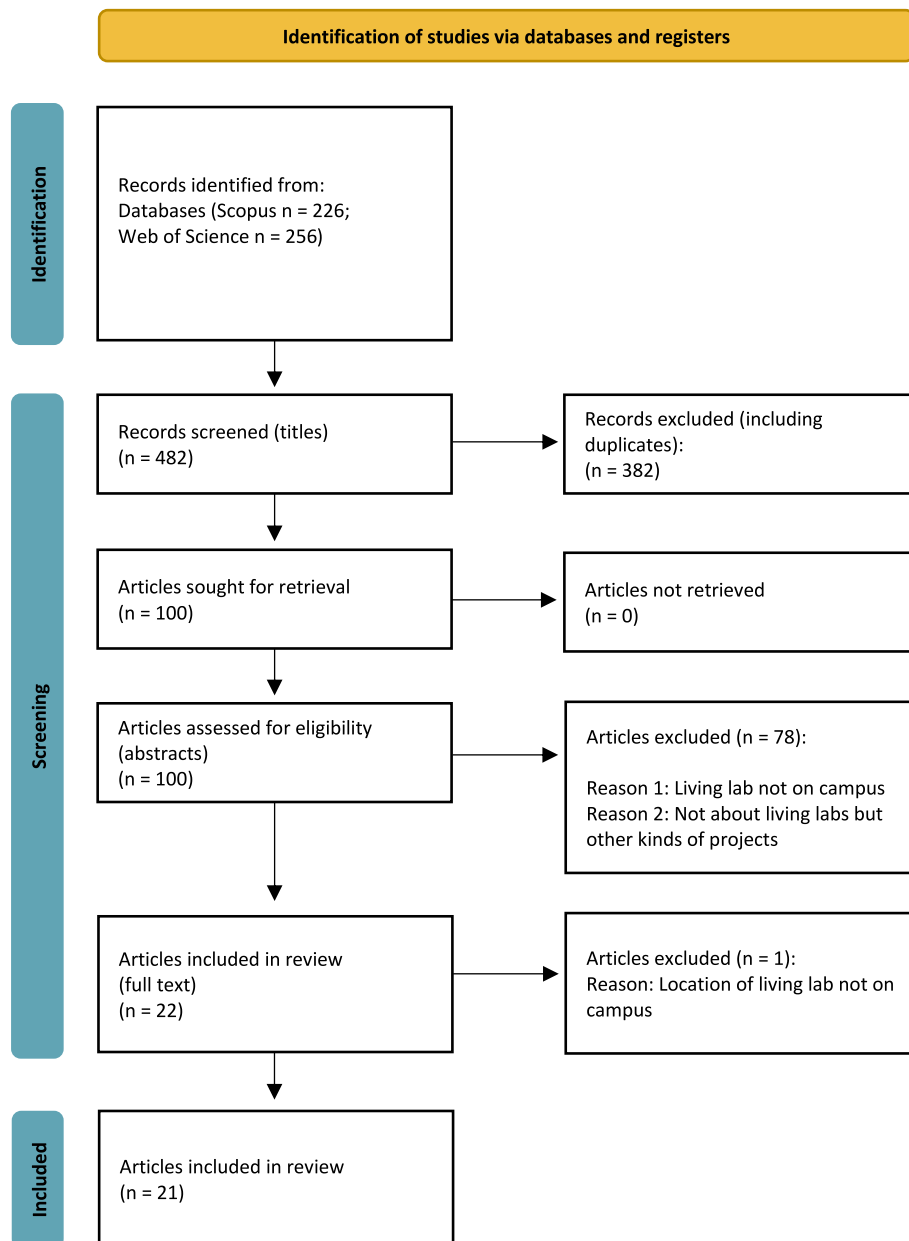 Identification of studies via databases and registers
Identification
Records identified from:
Databases (Scopus n = 226;
Web of Science n = 256)
Screening
Records screened (titles)
(n = 482)
Records excluded (including
duplicates):
(n = 382)
Articles sought for retrieval
(n = 100)
Articles not retrieved
(n = 0)
Articles assessed for eligibility
(abstracts)
(n = 100)
Articles excluded (n = 78):
Reason 1: Living lab not on campus
Reason 2: Not about living labs but
other kinds of projects
Articles included in review
(full text)
(n = 22)
Articles excluded (n = 1):
Reason: Location of living lab not on
campus
Included
Articles included in review
(n = 21)